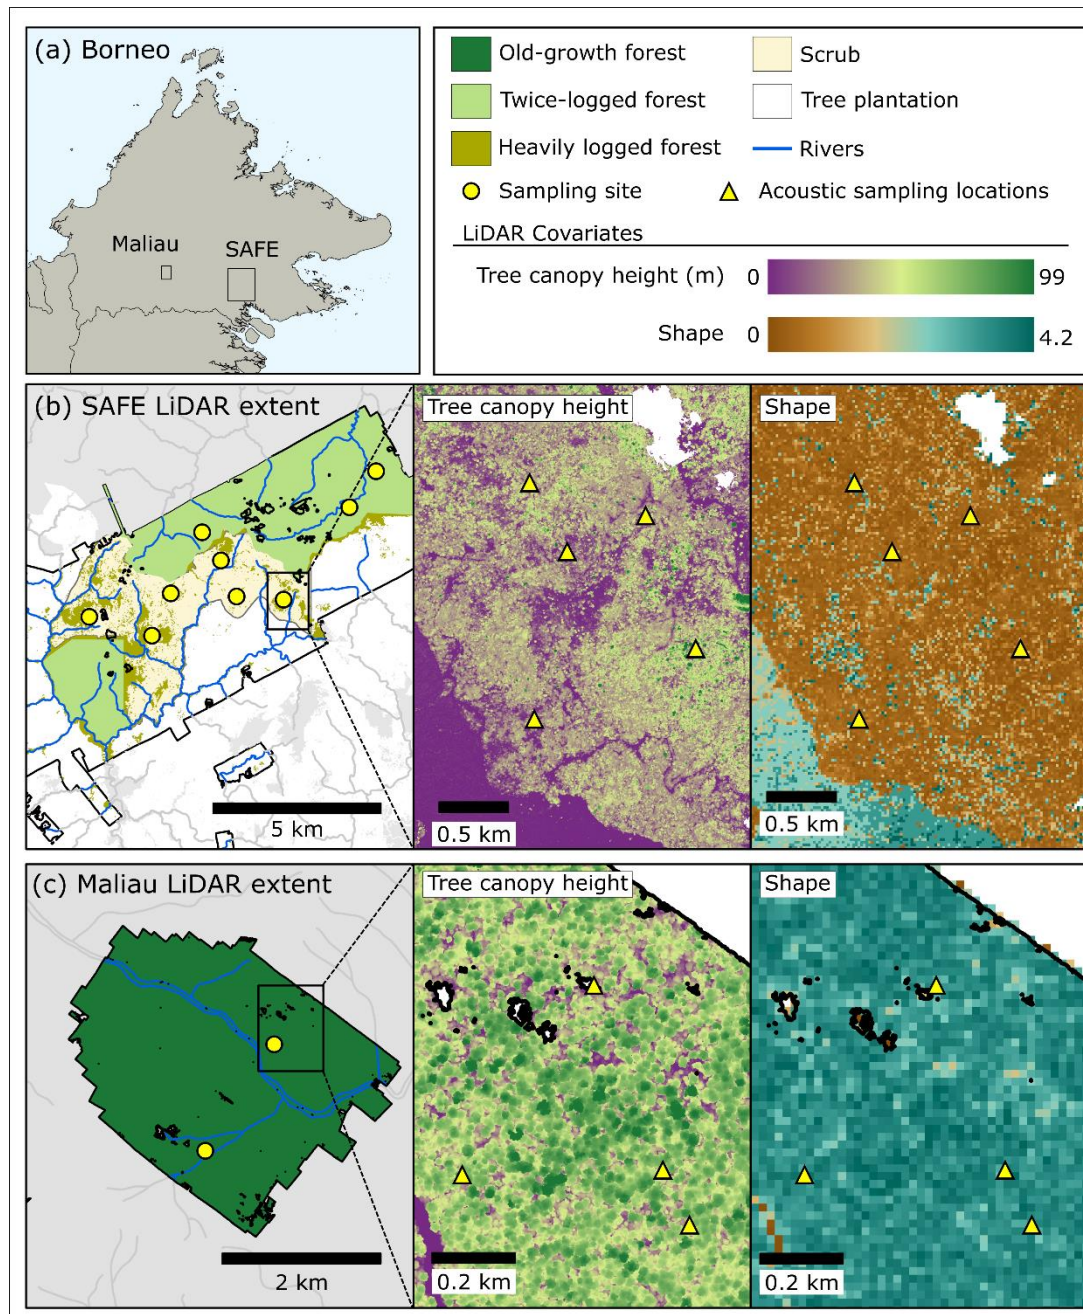 (a) Borneo
Maliau
SAFE
Old-growth forest
Scrub
Twice-logged forest
Tree plantation
Heavily logged forest
Rivers
Sampling site
Acoustic sampling locations
LiDAR Covariates
Tree canopy height (m) 0 99
Shape 0 4.2
(b) SAFE LiDAR extent
Tree canopy height
Shape
5 km
0.5 km
0.5 km
(c) Maliau LiDAR extent
Tree canopy height
Shape
2 km
0.2 km
0.2 km